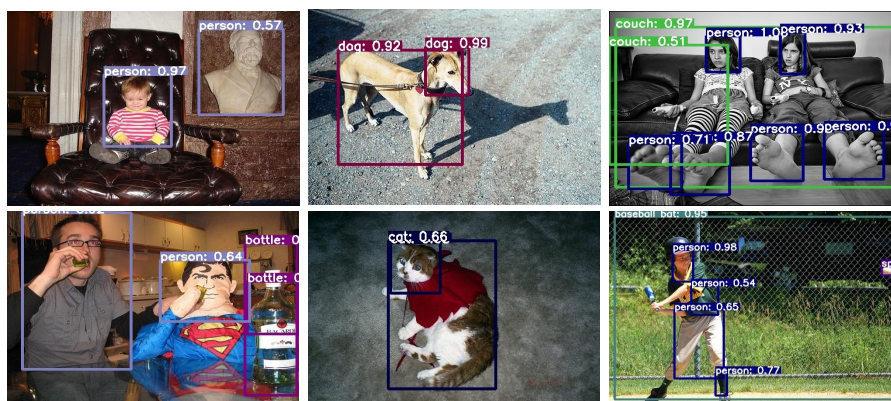 person: 0.57
person: 0.97
dog: 0.92
dog: 0.99
couch: 0.97
couch: 0.51
person: 1.0
person: 0.93
person: 0.71
0.87
person: 0.9
person: 0.
bottle: 0
person: 0.64
bottle: 0
cat: 0.66
baseball bat: 0.95
person: 0.98
person: 0.54
person: 0.65
person: 0.77